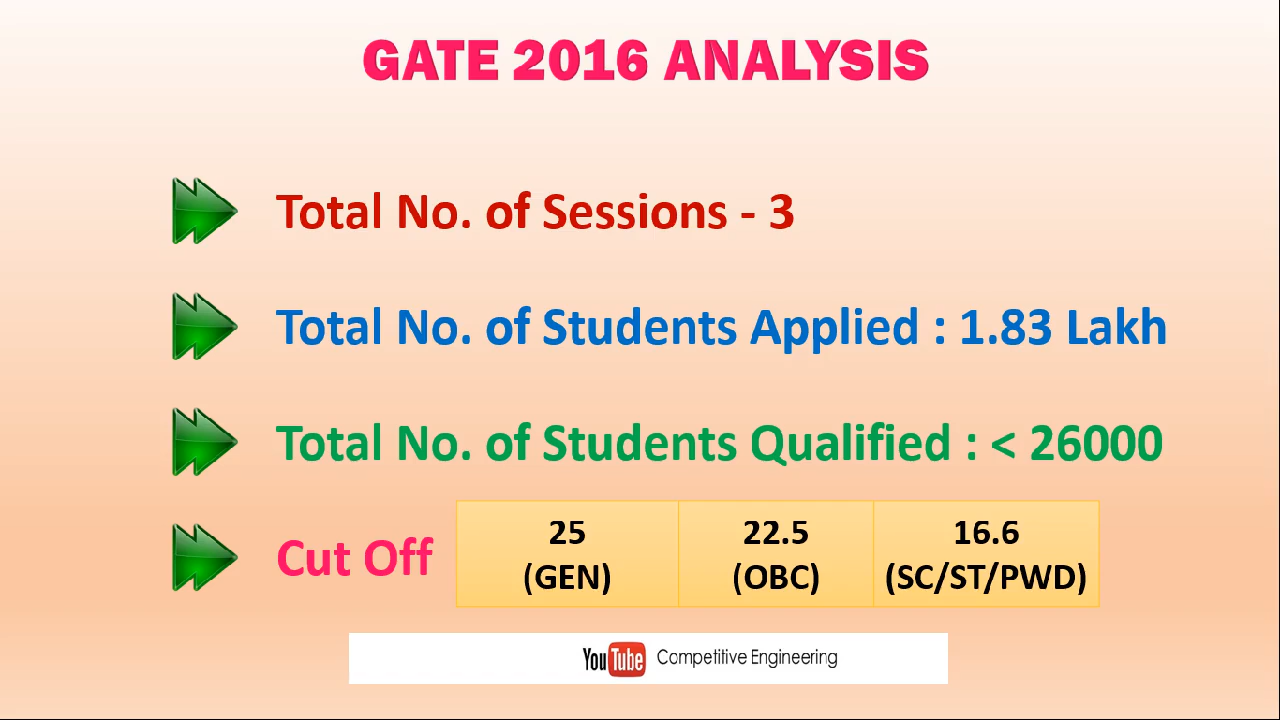 GATE 2016 ANALYSIS
Total No. of Sessions - 3
Total No. of Students Applied : 1.83 Lakh
Total No. of Students Qualified : < 26000
Cut Off
25
(GEN)
22.5
(OBC)
16.6
(SC/ST/PWD)
YouTube Competitive Engineering